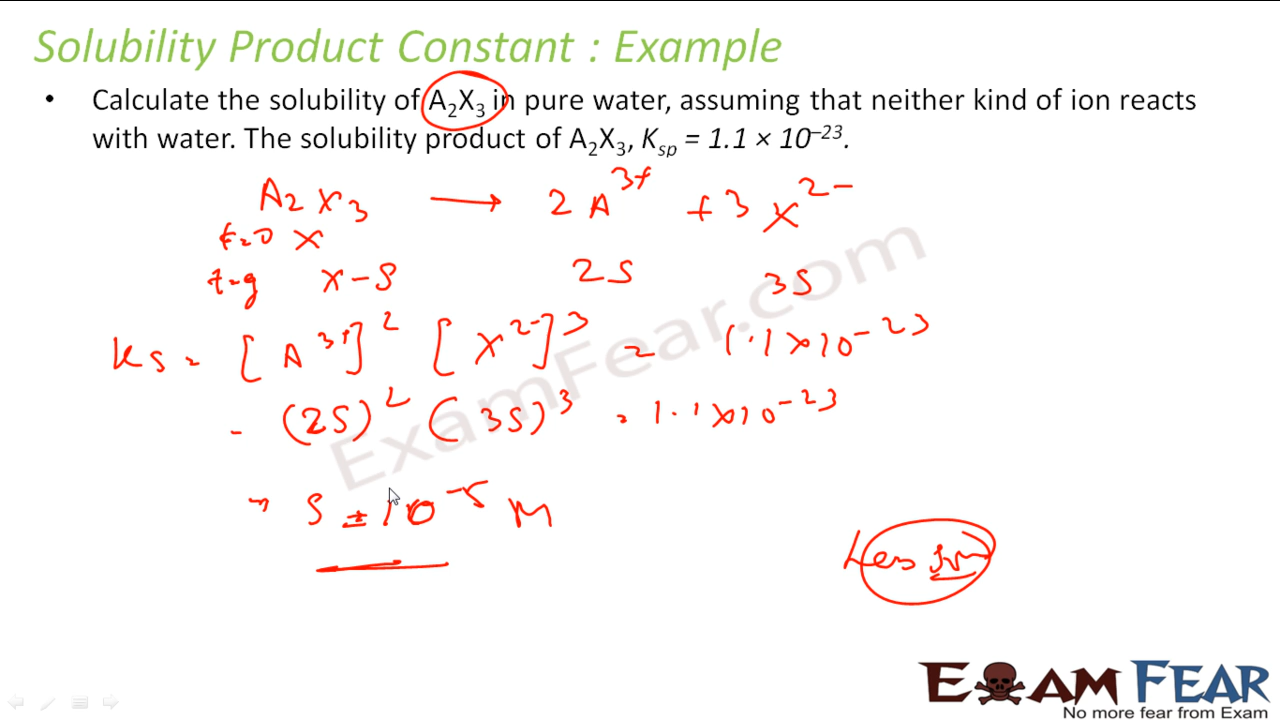 Solubility Product Constant : Example
• Calculate the solubility of A₂X₃ in pure water, assuming that neither kind of ion reacts
with water. The solubility product of A₂X₃, Kₛₚ = 1.1 × 10⁻²³.
A₂X₃ → 2A³⁺ + 3X²⁻
t=0 X
t=g X-S 2S 3S
KS = [A³⁺]² [X²⁻]³ = 1.1×10⁻²³
= (2S)² (3S)³ = 1.1×10⁻²³
S = 10⁻⁵ M
Less
ExamFear.com
EXAM FEAR
No more fear from Exam